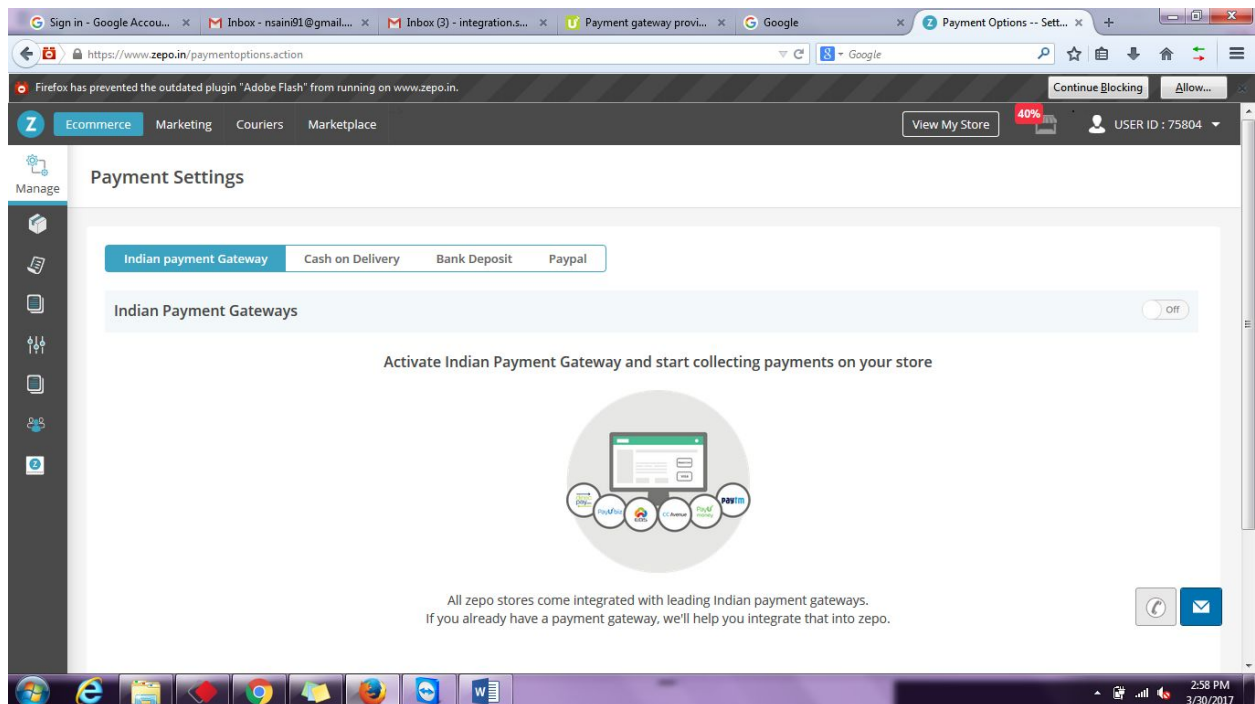 Sign in - Google Accou... × Inbox - nsaini91@gmail.... × Inbox (3) - integration.s... × Payment gateway provi... × Google × Payment Options -- Sett... × +
https://www.zepo.in/paymentoptions.action Google
Firefox has prevented the outdated plugin "Adobe Flash" from running on www.zepo.in. Continue Blocking Allow...
Z Ecommerce Marketing Couriers Marketplace View My Store 40% USER ID : 75804
Manage
Payment Settings
Indian payment Gateway Cash on Delivery Bank Deposit Paypal
Indian Payment Gateways Off
Activate Indian Payment Gateway and start collecting payments on your store
PayUbiz EBS CCAvenue PayU money Paytm
All zepo stores come integrated with leading Indian payment gateways.
If you already have a payment gateway, we'll help you integrate that into zepo.
2:58 PM
3/30/2017